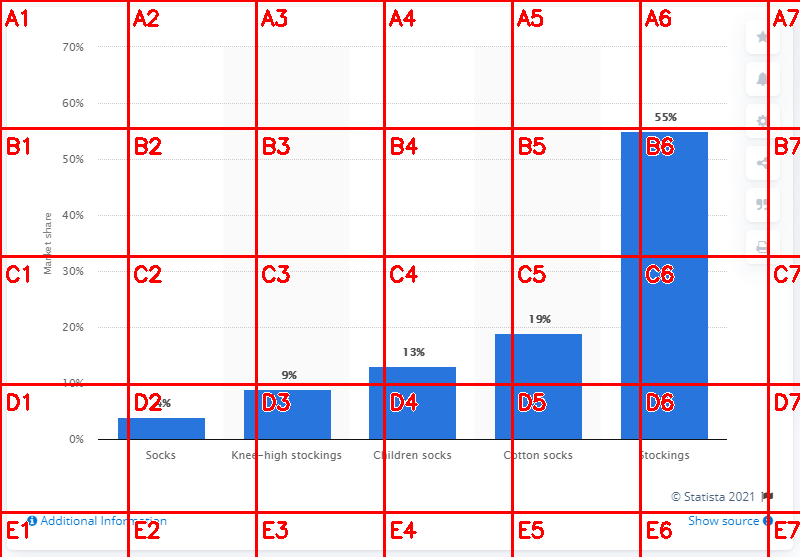 70%
60%
50%
40%
30%
20%
10%
0%
Market share
4%
9%
13%
19%
55%
Socks
Knee-high stockings
Children socks
Cotton socks
Stockings
© Statista 2021
Additional Information
Show source
A1 A2 A3 A4 A5 A6 A7
B1 B2 B3 B4 B5 B6 B7
C1 C2 C3 C4 C5 C6 C7
D1 D2 D3 D4 D5 D6 D7
E1 E2 E3 E4 E5 E6 E7